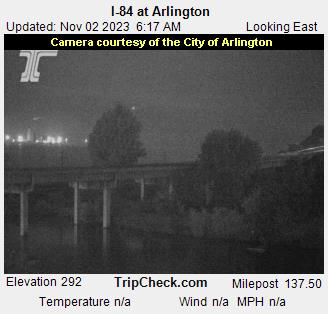 I-84 at Arlington
Updated: Nov 02 2023 6:17 AM Looking East
Camera courtesy of the City of Arlington
Elevation 292 TripCheck.com Milepost 137.50
Temperature n/a Wind n/a MPH n/a